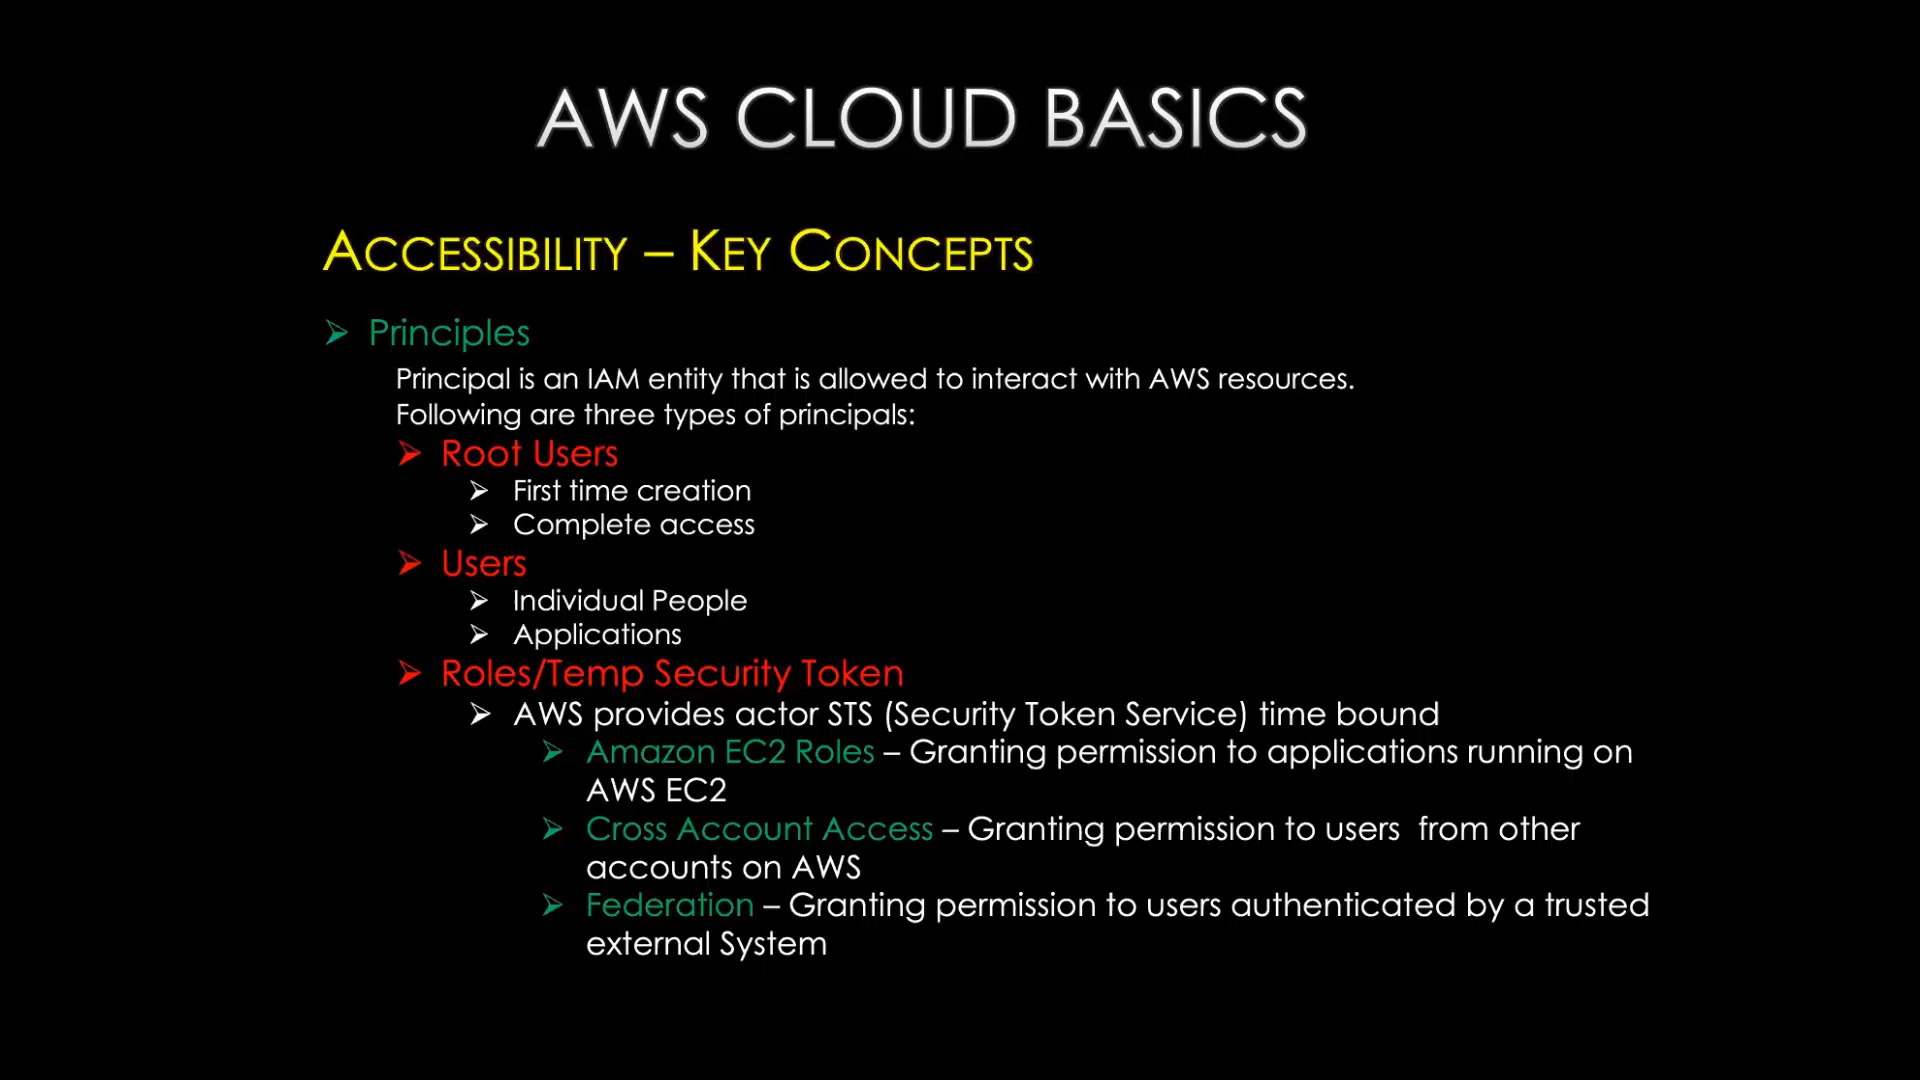 AWS CLOUD BASICS
ACCESSIBILITY – KEY CONCEPTS
➢ Principles
Principal is an IAM entity that is allowed to interact with AWS resources.
Following are three types of principals:
➢ Root Users
➢ First time creation
➢ Complete access
➢ Users
➢ Individual People
➢ Applications
➢ Roles/Temp Security Token
➢ AWS provides actor STS (Security Token Service) time bound
➢ Amazon EC2 Roles – Granting permission to applications running on
AWS EC2
➢ Cross Account Access – Granting permission to users from other
accounts on AWS
➢ Federation – Granting permission to users authenticated by a trusted
external System